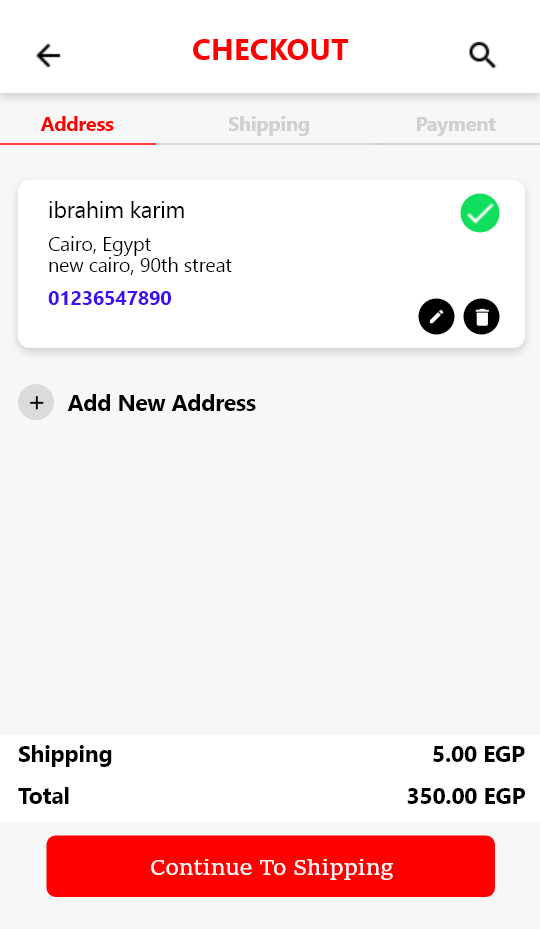 CHECKOUT
Address Shipping Payment
ibrahim karim
Cairo, Egypt
new cairo, 90th streat
01236547890
Add New Address
Shipping 5.00 EGP
Total 350.00 EGP
Continue To Shipping